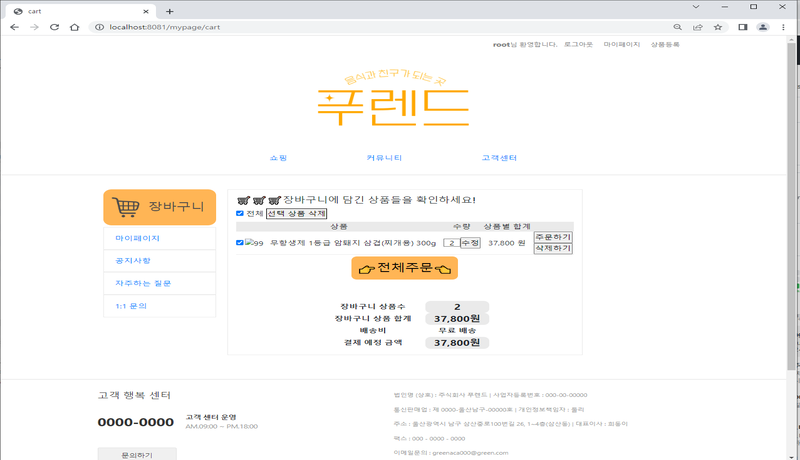 cart
localhost:8081/mypage/cart
root님 환영합니다. 로그아웃 마이페이지 상품등록
음식과 친구가 되는 곳
푸렌드
쇼핑 커뮤니티 고객센터
장바구니
마이페이지
공지사항
자주하는 질문
1:1 문의
장바구니에 담긴 상품들을 확인하세요!
전체 선택 상품 삭제
상품 수량 상품별 합계
99 무항생제 1등급 암돼지 삼겹(찌개용) 300g 2 수정 37,800 원 주문하기
삭제하기
전체주문
장바구니 상품수 2
장바구니 상품 합계 37,800원
배송비 무료 배송
결제 예정 금액 37,800원
고객 행복 센터
0000-0000 고객 센터 운영
AM.09:00 ~ PM.18:00
문의하기
법인명 (상호) : 주식회사 푸렌드 | 사업자등록번호 : 000-00-00000
통신판매업 : 제 0000-울산남구-00000호 | 개인정보책임자 :
주소 : 울산광역시 남구 삼산중로100번길 26, 1~4층(삼산동) | 대표이사 :
팩스 : 000 - 0000 - 0000
이메일문의 : greenaca000@green.com